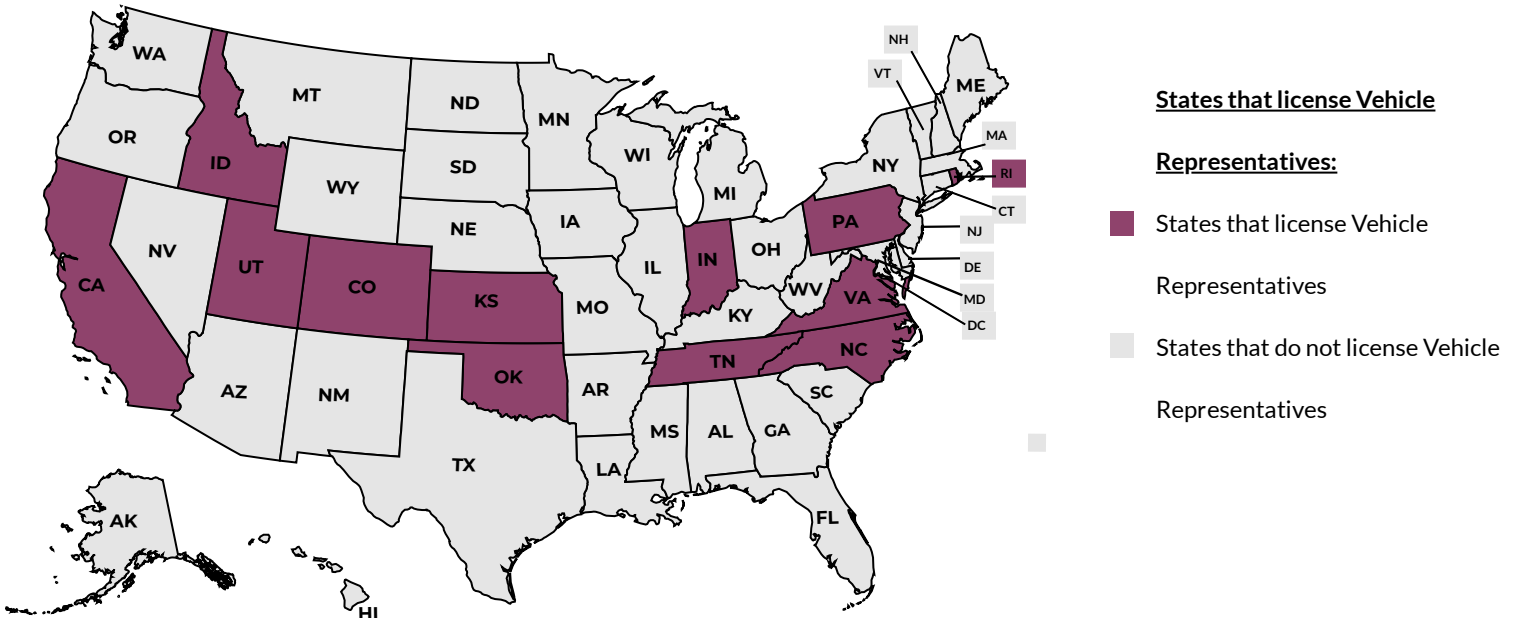 WA
OR
CA
ID
NV
UT
AZ
MT
WY
CO
NM
ND
SD
NE
KS
OK
TX
MN
IA
MO
AR
LA
WI
IL
MS
MI
IN
OH
KY
TN
AL
GA
FL
SC
NC
VA
WV
PA
NY
VT
NH
ME
MA
RI
CT
NJ
DE
MD
DC
AK
HI
States that license Vehicle
Representatives:
States that license Vehicle
Representatives
States that do not license Vehicle
Representatives